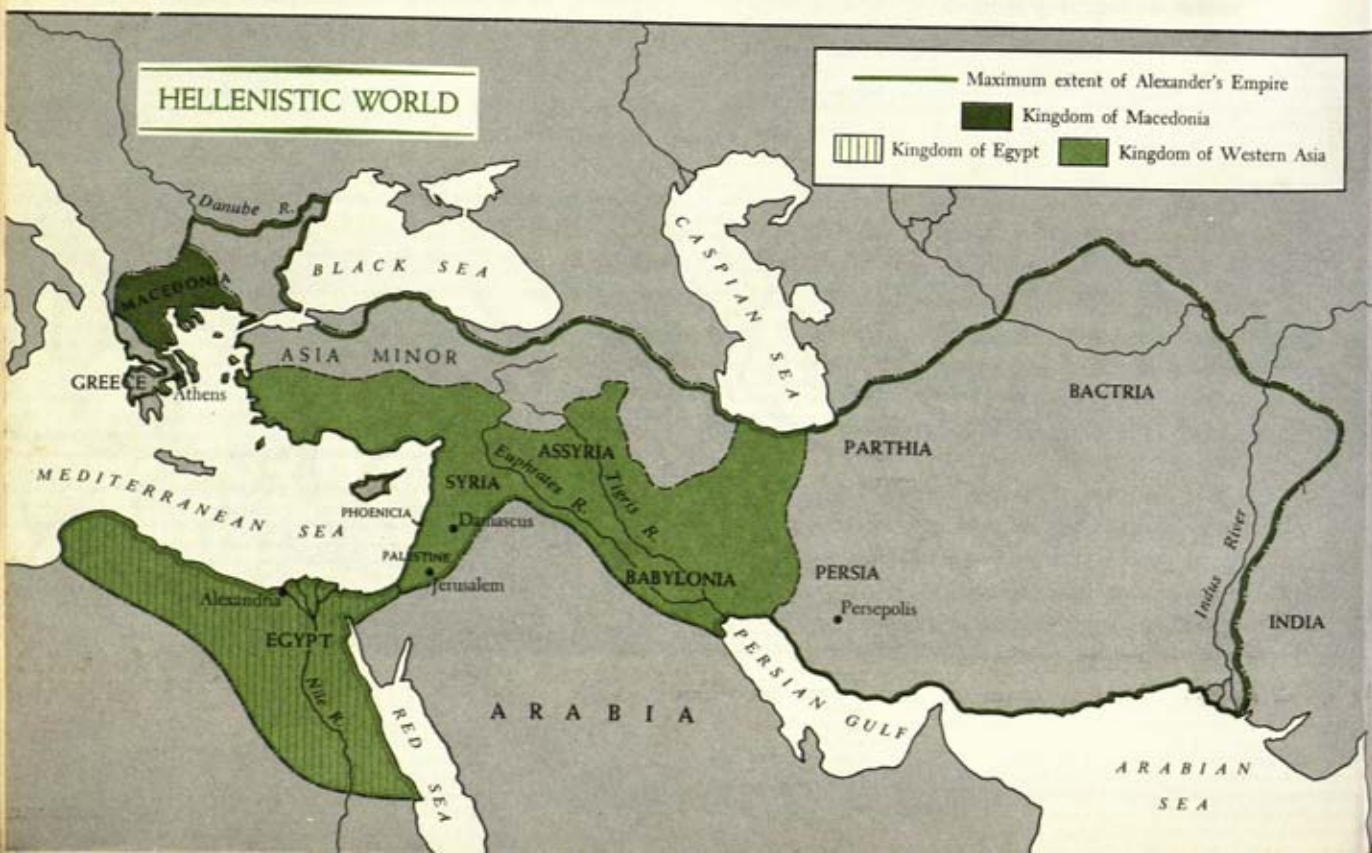 HELLENISTIC WORLD
Maximum extent of Alexander's Empire
Kingdom of Macedonia
Kingdom of Egypt
Kingdom of Western Asia
Danube R.
BLACK SEA
CASPIAN SEA
MACEDONIA
ASIA MINOR
GREECE
Athens
BACTRIA
PARTHIA
ASSYRIA
Euphrates R.
Tigris R.
SYRIA
MEDITERRANEAN SEA
PHOENICIA
Damascus
PALESTINE
Jerusalem
BABYLONIA
PERSIA
Persepolis
Indus River
INDIA
Alexandria
EGYPT
Nile R.
RED SEA
ARABIA
PERSIAN GULF
ARABIAN
SEA